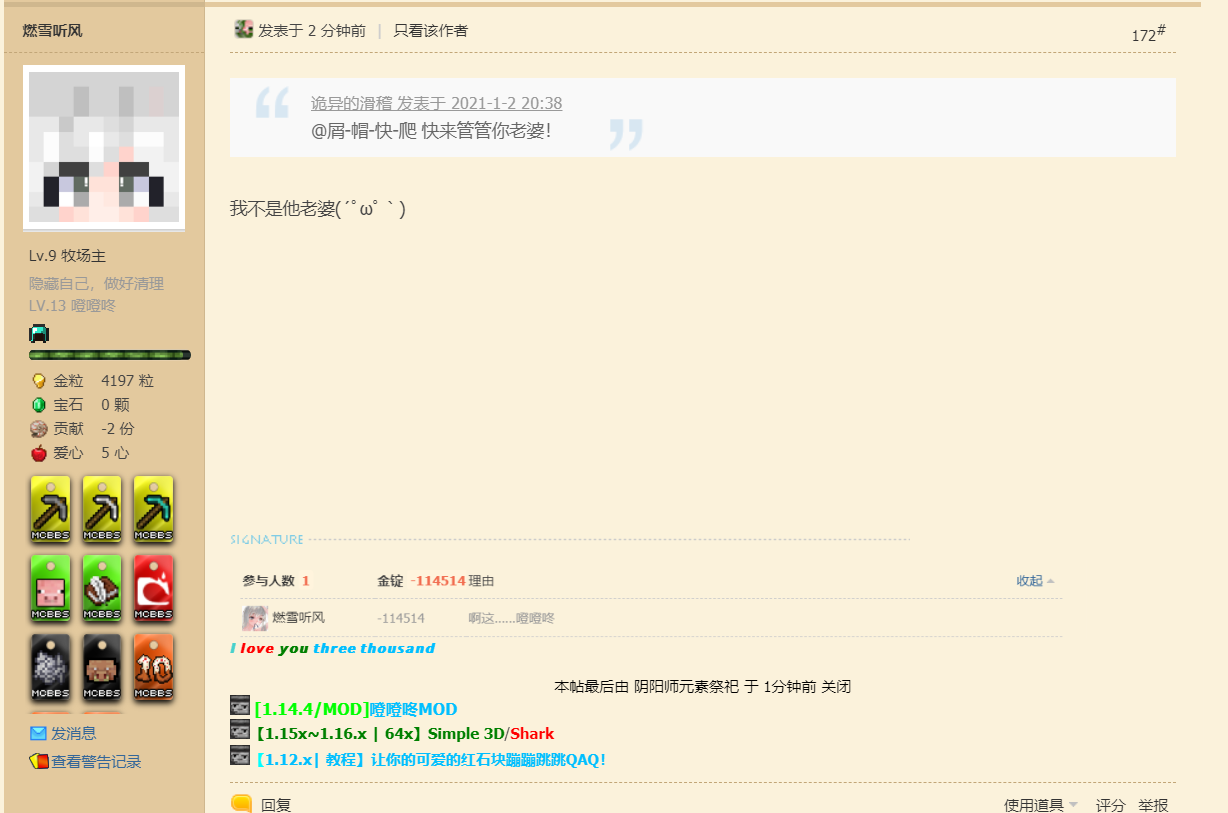 燃雪听风
发表于 2 分钟前 | 只看该作者
172#
诡异的滑稽 发表于 2021-1-2 20:38
@屑-帽-快-爬 快来管管你老婆！
我不是他老婆(´ﾟωﾟ｀)
Lv.9 牧场主
隐藏自己，做好清理
LV.13 噔噔咚
金粒 4197 粒
宝石 0 颗
贡献 -2 份
爱心 5 心
MCBBS MCBBS MCBBS
MCBBS MCBBS MCBBS
MCBBS MCBBS 10 MCBBS
发消息
查看警告记录
SIGNATURE
参与人数 1 金锭 -114514 理由 收起
燃雪听风 -114514 啊这……噔噔咚
I love you three thousand
本帖最后由 阴阳师元素祭祀 于 1分钟前 关闭
[1.14.4/MOD]噔噔咚MOD
【1.15x~1.16.x | 64x】Simple 3D/Shark
【1.12.x| 教程】让你的可爱的红石块蹦蹦跳跳QAQ！
回复
使用道具 评分 举报